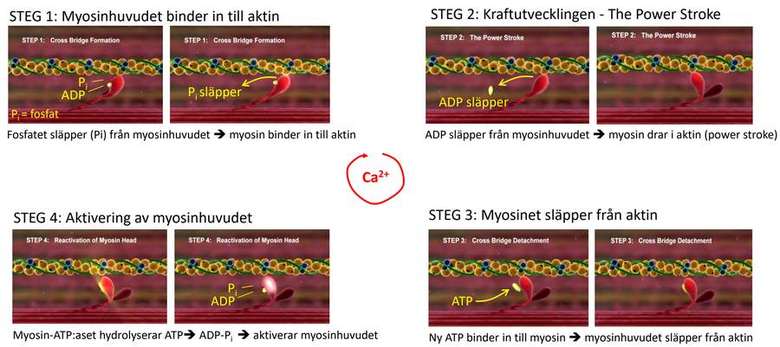 STEG 1: Myosinhuvudet binder in till aktin
STEP 1: Cross Bridge Formation
Pi
ADP
Pi = fosfat
STEP 1: Cross Bridge Formation
Pi släpper
Fosfatet släpper (Pi) från myosinhuvudet ➔ myosin binder in till aktin
STEG 2: Kraftutvecklingen - The Power Stroke
STEP 2: The Power Stroke
ADP släpper
STEP 2: The Power Stroke
ADP släpper från myosinhuvudet ➔ myosin drar i aktin (power stroke)
Ca²⁺
STEG 4: Aktivering av myosinhuvudet
STEP 4: Reactivation of Myosin Head
STEP 4: Reactivation of Myosin Head
Pi
ADP
Myosin-ATP:aset hydrolyserar ATP➔ ADP-Pi ➔ aktiverar myosinhuvudet
STEG 3: Myosinet släpper från aktin
STEP 3: Cross Bridge Detachment
ATP
STEP 3: Cross Bridge Detachment
Ny ATP binder in till myosin ➔ myosinhuvudet släpper från aktin